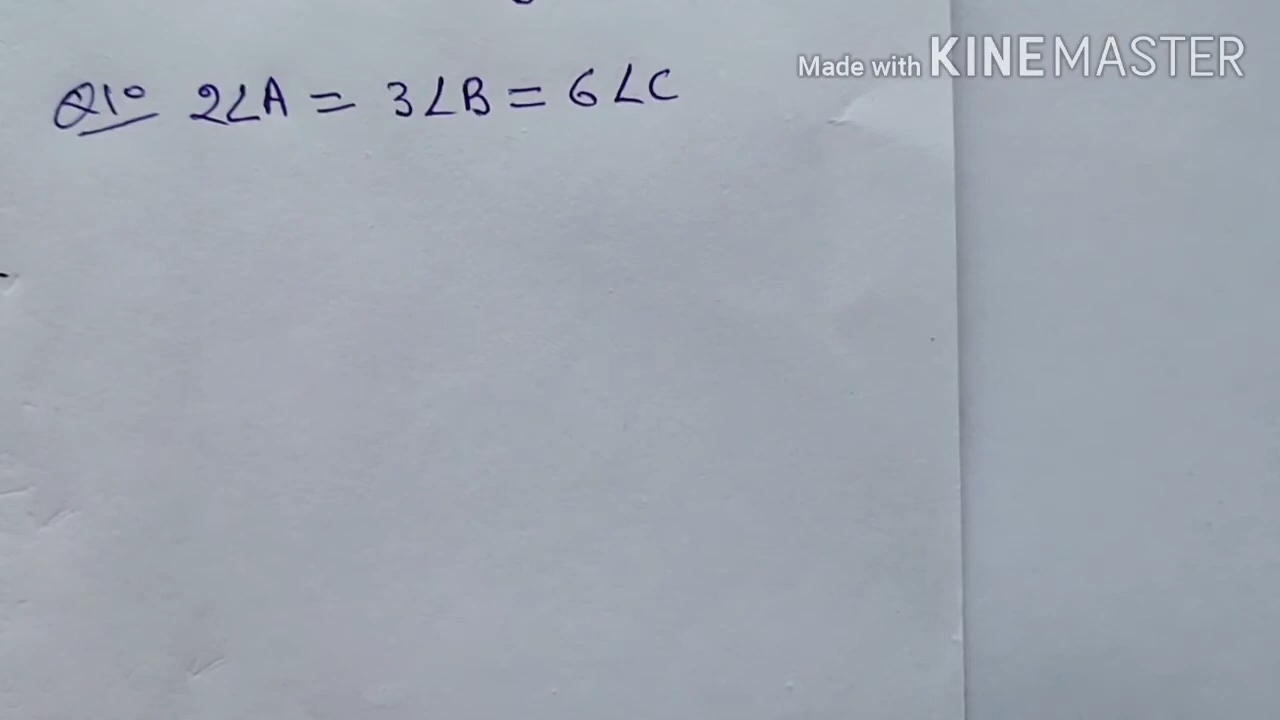 Made with KINEMASTER
Q1° 2∠A = 3∠B = 6∠C